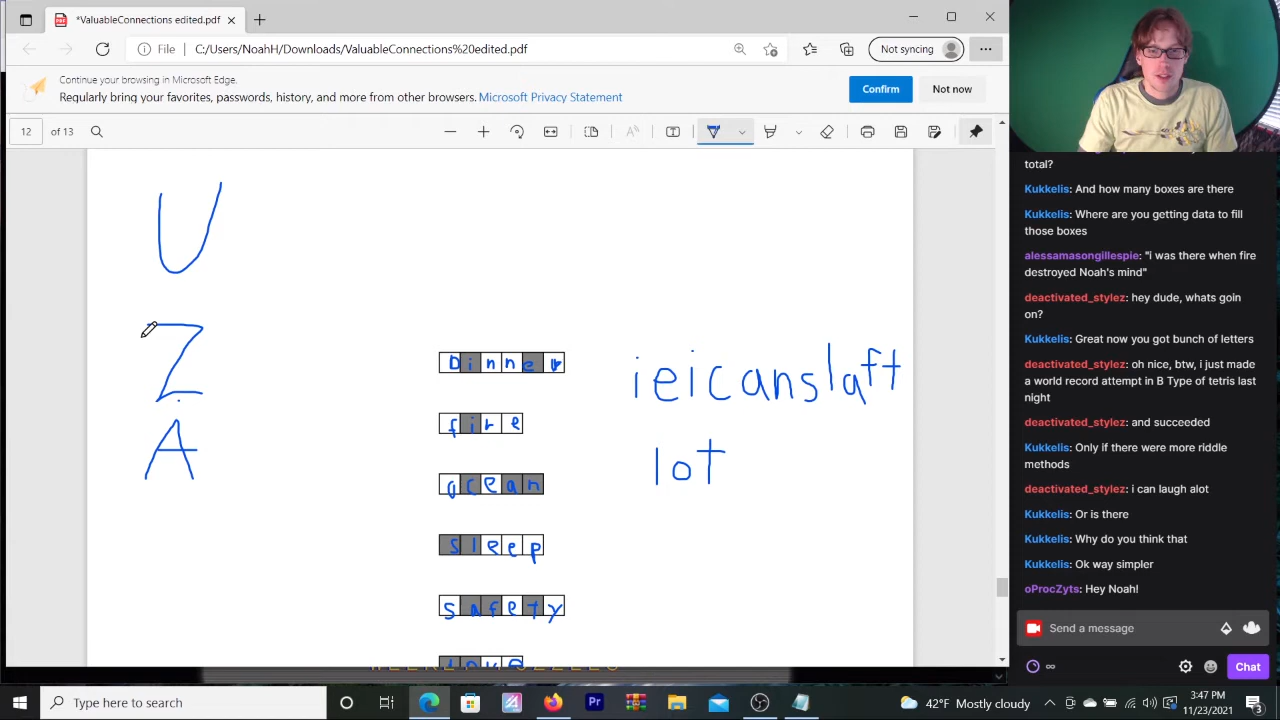 *ValuableConnections edited.pdf
File C:/Users/NoahH/Downloads/ValuableConnections%20edited.pdf
Not syncing
Continue your browsing in Microsoft Edge.
Regularly bring your favorites, passwords, history, and more from other browsers. Microsoft Privacy Statement
Confirm
Not now
12 of 13
U
Z
A
Dinner
fire
ocean
sleep
safety
ieicanslaft
lot
total?
Kukkelis: And how many boxes are there
Kukkelis: Where are you getting data to fill
those boxes
alessamasongillespie: "i was there when fire
destroyed Noah's mind"
deactivated_stylez: hey dude, whats goin
on?
Kukkelis: Great now you got bunch of letters
deactivated_stylez: oh nice, btw, i just made
a world record attempt in B Type of tetris last
night
deactivated_stylez: and succeeded
Kukkelis: Only if there were more riddle
methods
deactivated_stylez: i can laugh alot
Kukkelis: Or is there
Kukkelis: Why do you think that
Kukkelis: Ok way simpler
oProcZyts: Hey Noah!
Send a message
∞
Chat
Type here to search
42°F Mostly cloudy
3:47 PM
11/23/2021
3